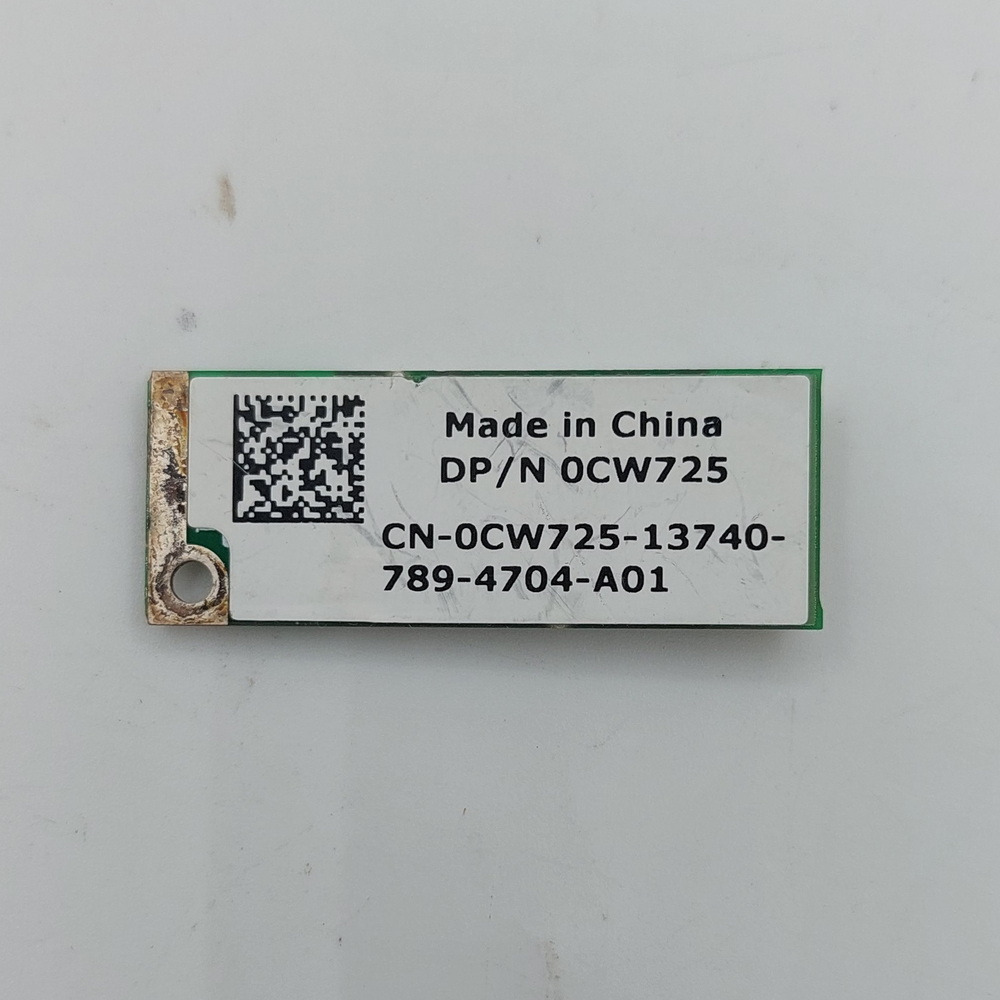 Made in China
DP/N 0CW725
CN-0CW725-13740-
789-4704-A01